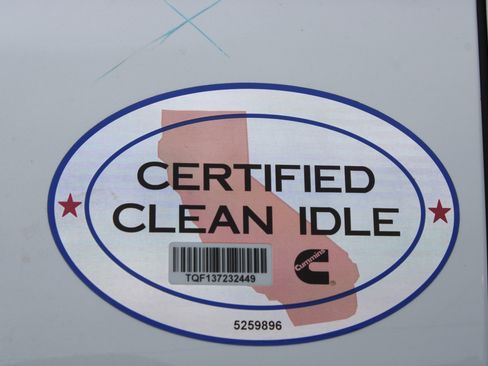 CERTIFIED
CLEAN IDLE
TQF137232449
Cummins
5259896